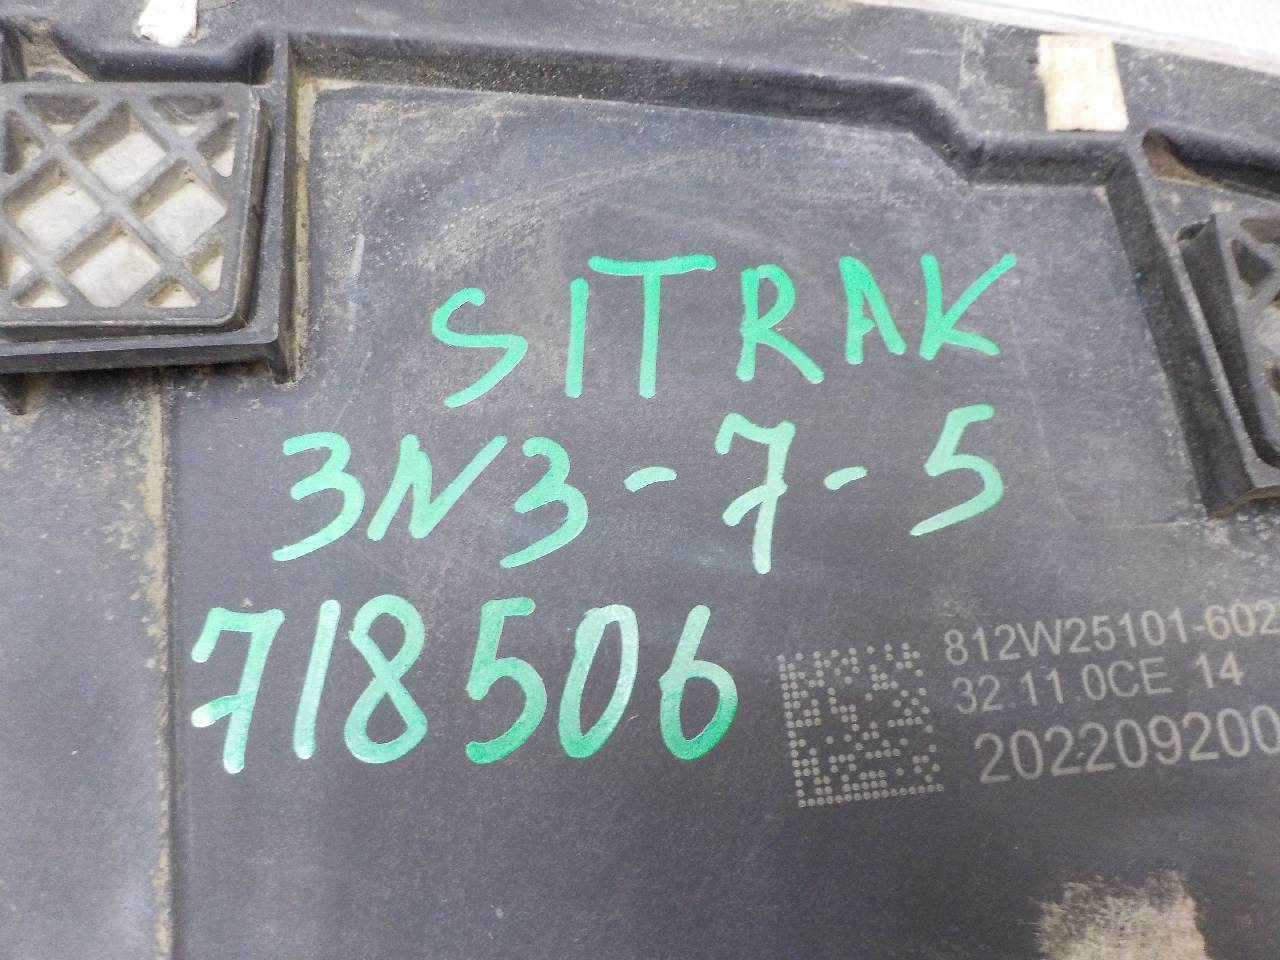 SITRAK
3N3-7-5
718506
812W25101-602
32.11.0CE 14
202209200